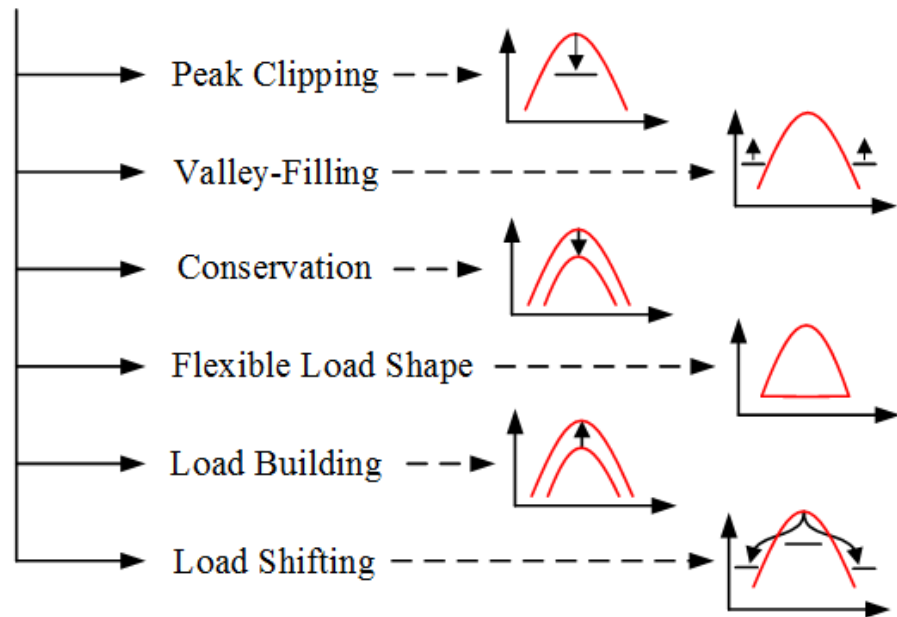 Peak Clipping
Valley-Filling
Conservation
Flexible Load Shape
Load Building
Load Shifting